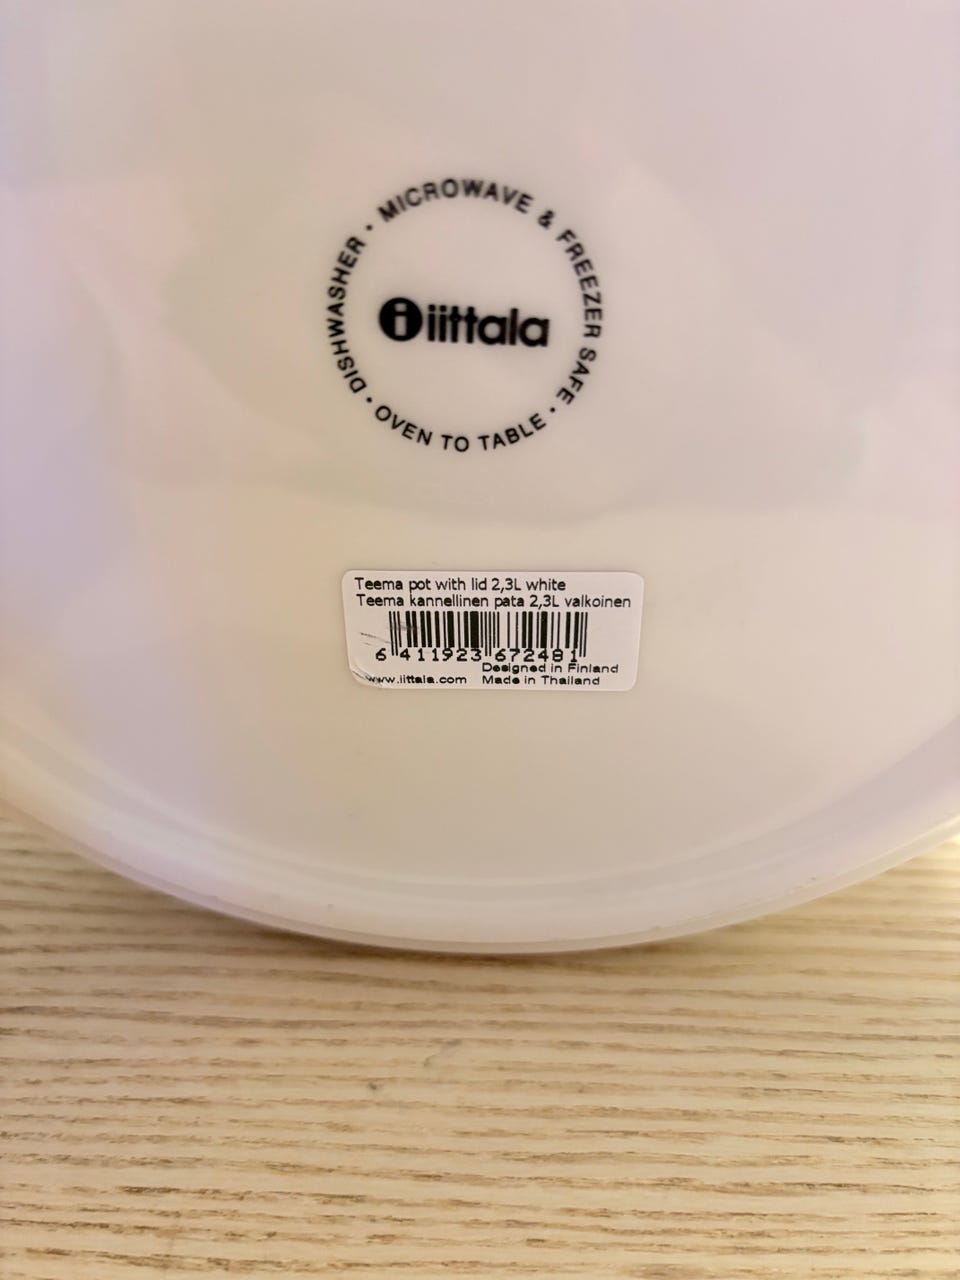 DISHWASHER • MICROWAVE & FREEZER SAFE • OVEN TO TABLE •
iittala
Teema pot with lid 2,3L white
Teema kannellinen pata 2,3L valkoinen
6 411923 672481
Designed in Finland
www.iittala.com Made in Thailand